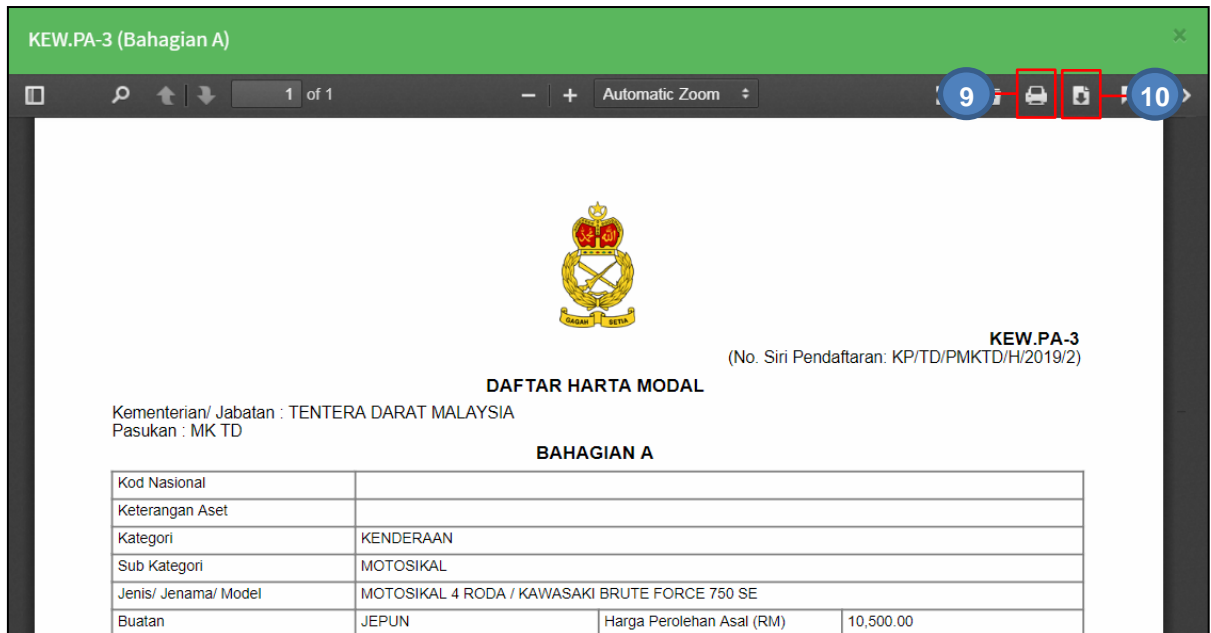 KEW.PA-3 (Bahagian A)
1 of 1
Automatic Zoom
9
10
GAGAH SETIA
KEW.PA-3
(No. Siri Pendaftaran: KP/TD/PMKTD/H/2019/2)
DAFTAR HARTA MODAL
Kementerian/ Jabatan : TENTERA DARAT MALAYSIA
Pasukan : MK TD
BAHAGIAN A
Kod Nasional
Keterangan Aset
Kategori KENDERAAN
Sub Kategori MOTOSIKAL
Jenis/ Jenama/ Model MOTOSIKAL 4 RODA / KAWASAKI BRUTE FORCE 750 SE
Buatan JEPUN Harga Perolehan Asal (RM) 10,500.00